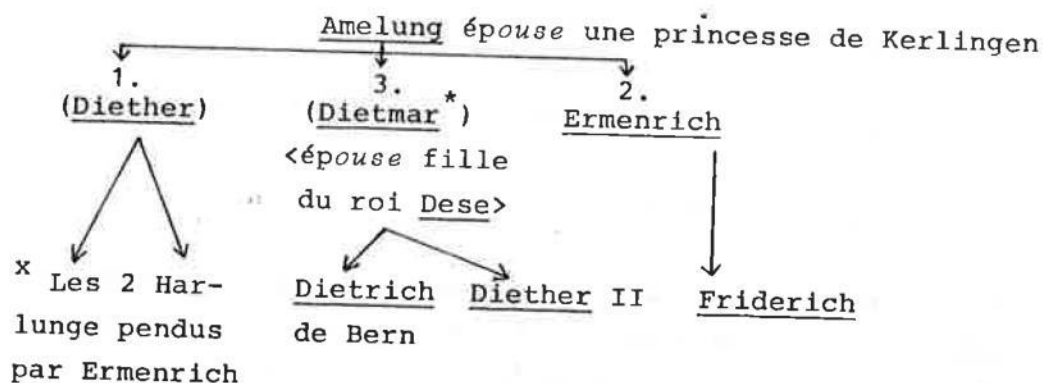 Amelung épouse une princesse de Kerlingen
1. 3. 2.
(Diether) (Dietmar*) Ermenrich
<épouse fille
du roi Dese>
x Les 2 Har- Dietrich Diether II Friderich
lunge pendus de Bern
par Ermenrich